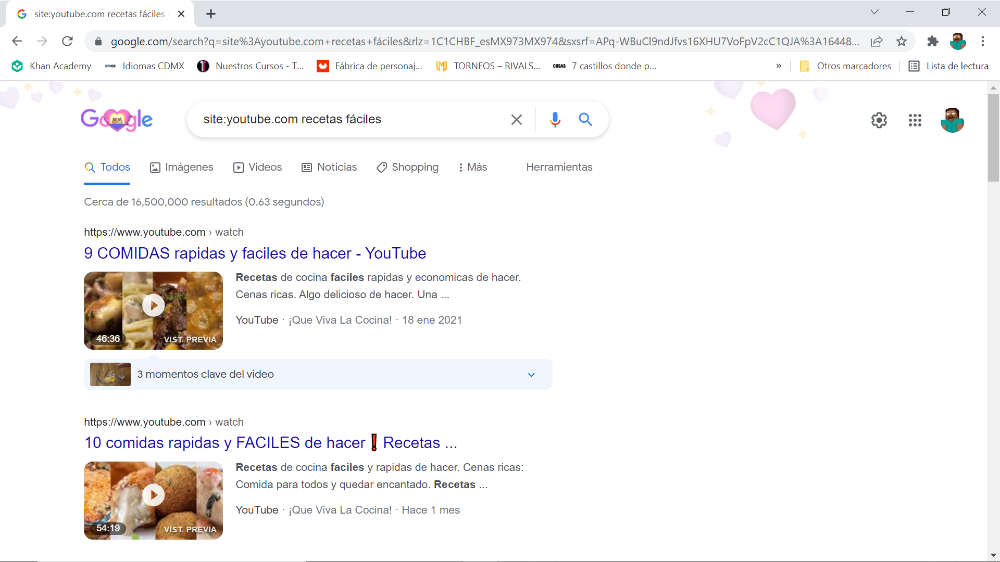 site:youtube.com recetas fáciles -
google.com/search?q=site%3Ayoutube.com+recetas+fáciles&rlz=1C1CHBF_esMX973MX974&sxsrf=APq-WBuCl9ndJfvs16XHU7VoFpV2cC1QJA%3A16448...
Khan Academy
Idiomas CDMX
Nuestros Cursos - T...
Fábrica de personaj...
TORNEOS – RIVALS...
COSAS
7 castillos donde p...
»
Otros marcadores
Lista de lectura
Google
site:youtube.com recetas fáciles
Todos
Imágenes
Videos
Noticias
Shopping
Más
Herramientas
Cerca de 16,500,000 resultados (0.63 segundos)
https://www.youtube.com › watch
9 COMIDAS rapidas y faciles de hacer - YouTube
Recetas de cocina faciles rapidas y economicas de hacer.
Cenas ricas. Algo delicioso de hacer. Una ...
YouTube · ¡Que Viva La Cocina! · 18 ene 2021
46:36
VIST. PREVIA
3 momentos clave del video
https://www.youtube.com › watch
10 comidas rapidas y FACILES de hacer❗Recetas ...
Recetas de cocina faciles y rapidas de hacer. Cenas ricas:
Comida para todos y quedar encantado. Recetas ...
YouTube · ¡Que Viva La Cocina! · Hace 1 mes
54:19
VIST. PREVIA